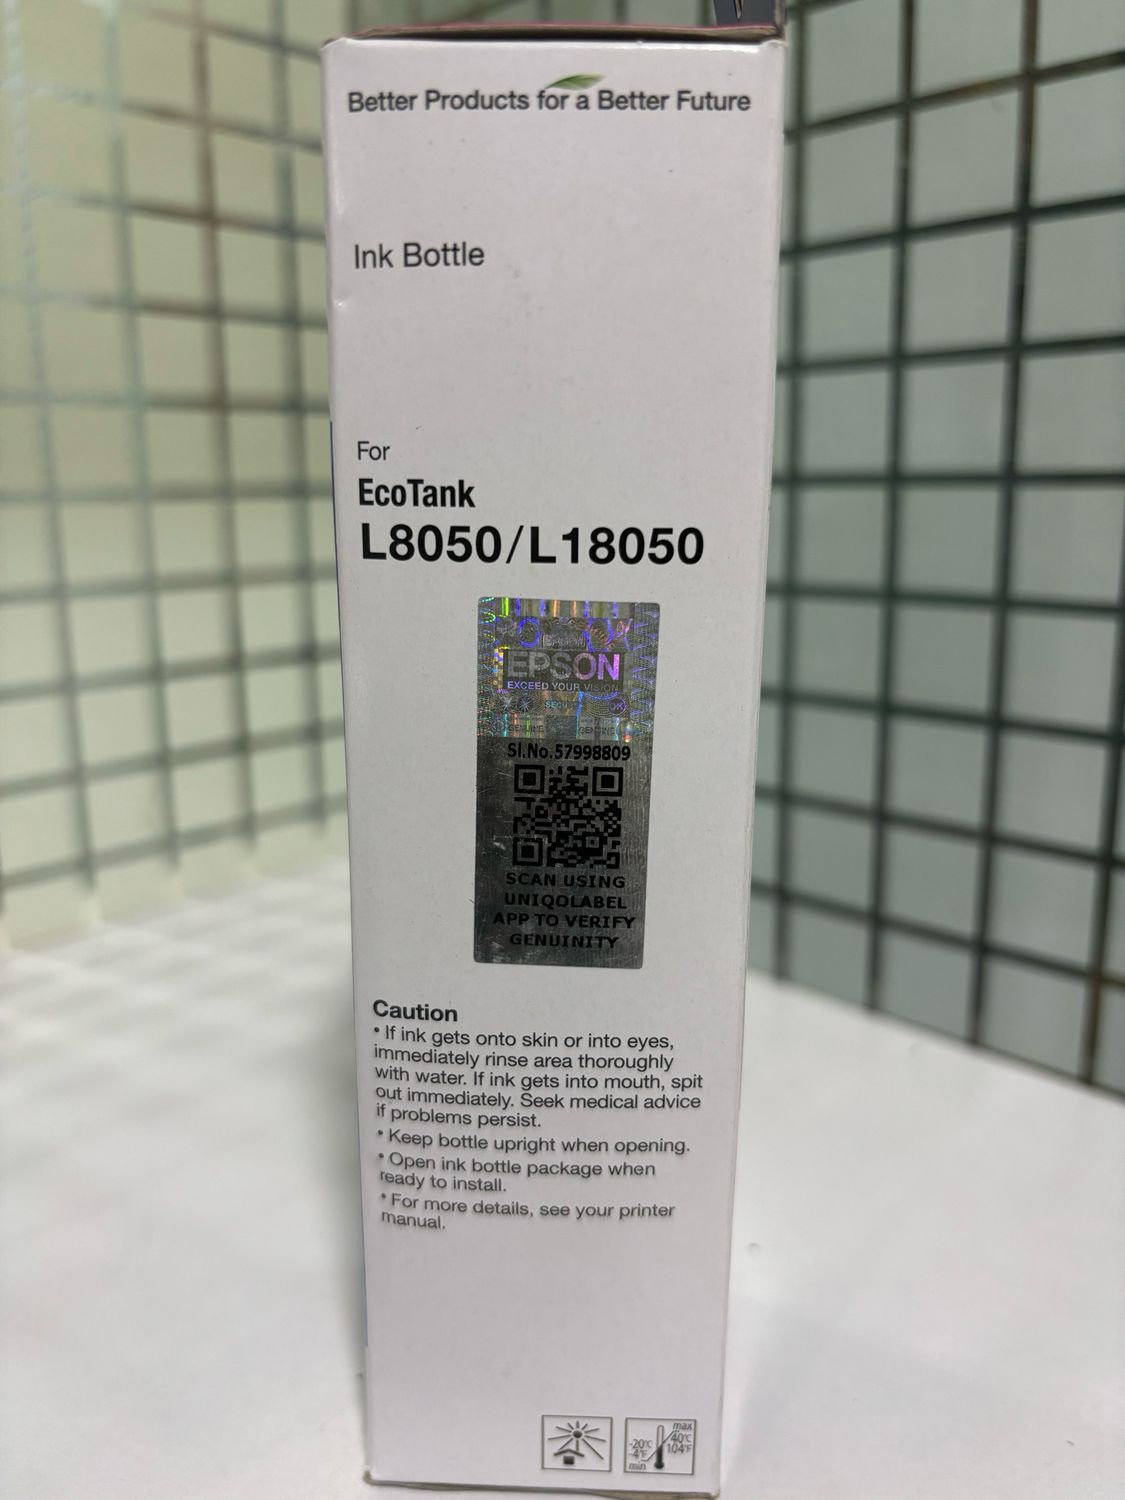 Better Products for a Better Future
Ink Bottle
For
EcoTank
L8050/L18050
EPSON
EXCEED YOUR VISION
Sl.No.57998809
SCAN USING
UNIQOLABEL
APP TO VERIFY
GENUINITY
Caution
• If ink gets onto skin or into eyes,
immediately rinse area thoroughly
with water. If ink gets into mouth, spit
out immediately. Seek medical advice
if problems persist.
• Keep bottle upright when opening.
• Open ink bottle package when
ready to install.
• For more details, see your printer
manual.
max
-20°C 40°C
-4°F 104°F
min